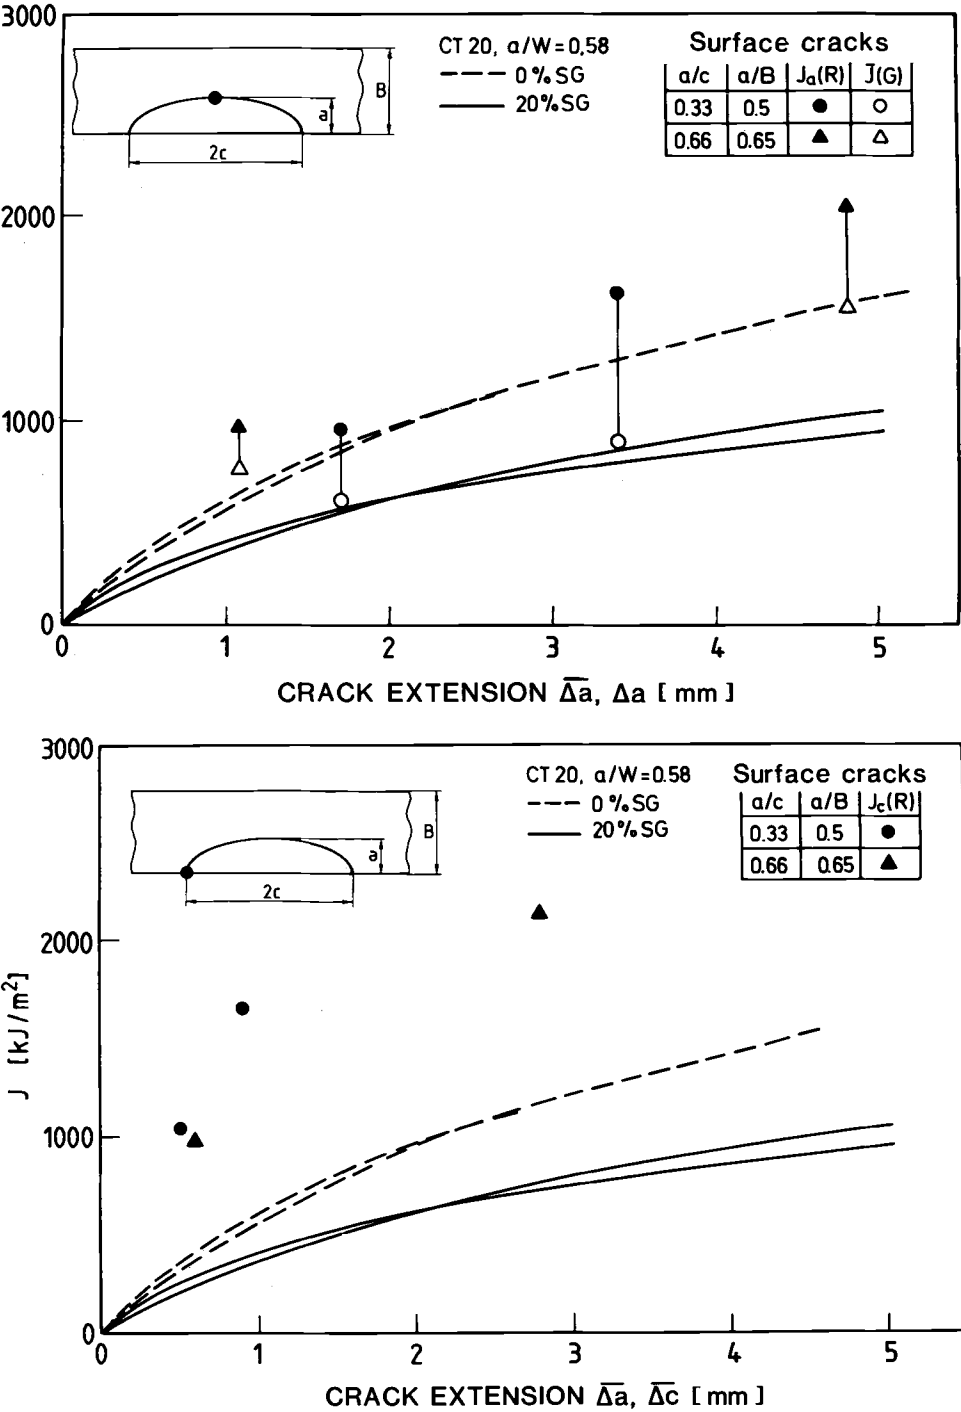 3000
CT 20, a/W = 0.58
0% SG
20% SG
Surface cracks
a/c a/B Ja(R) J̄(G)
0.33 0.5
0.66 0.65
B
a
2c
2000
1000
0
0 1 2 3 4 5
CRACK EXTENSION Δ̅a̅, Δa [mm]
3000
CT 20, a/W = 0.58
0% SG
20% SG
Surface cracks
a/c a/B Jc(R)
0.33 0.5
0.66 0.65
B
a
2c
2000
J [kJ/m²]
1000
0
0 1 2 3 4 5
CRACK EXTENSION Δ̅a̅, Δ̅c̅ [mm]